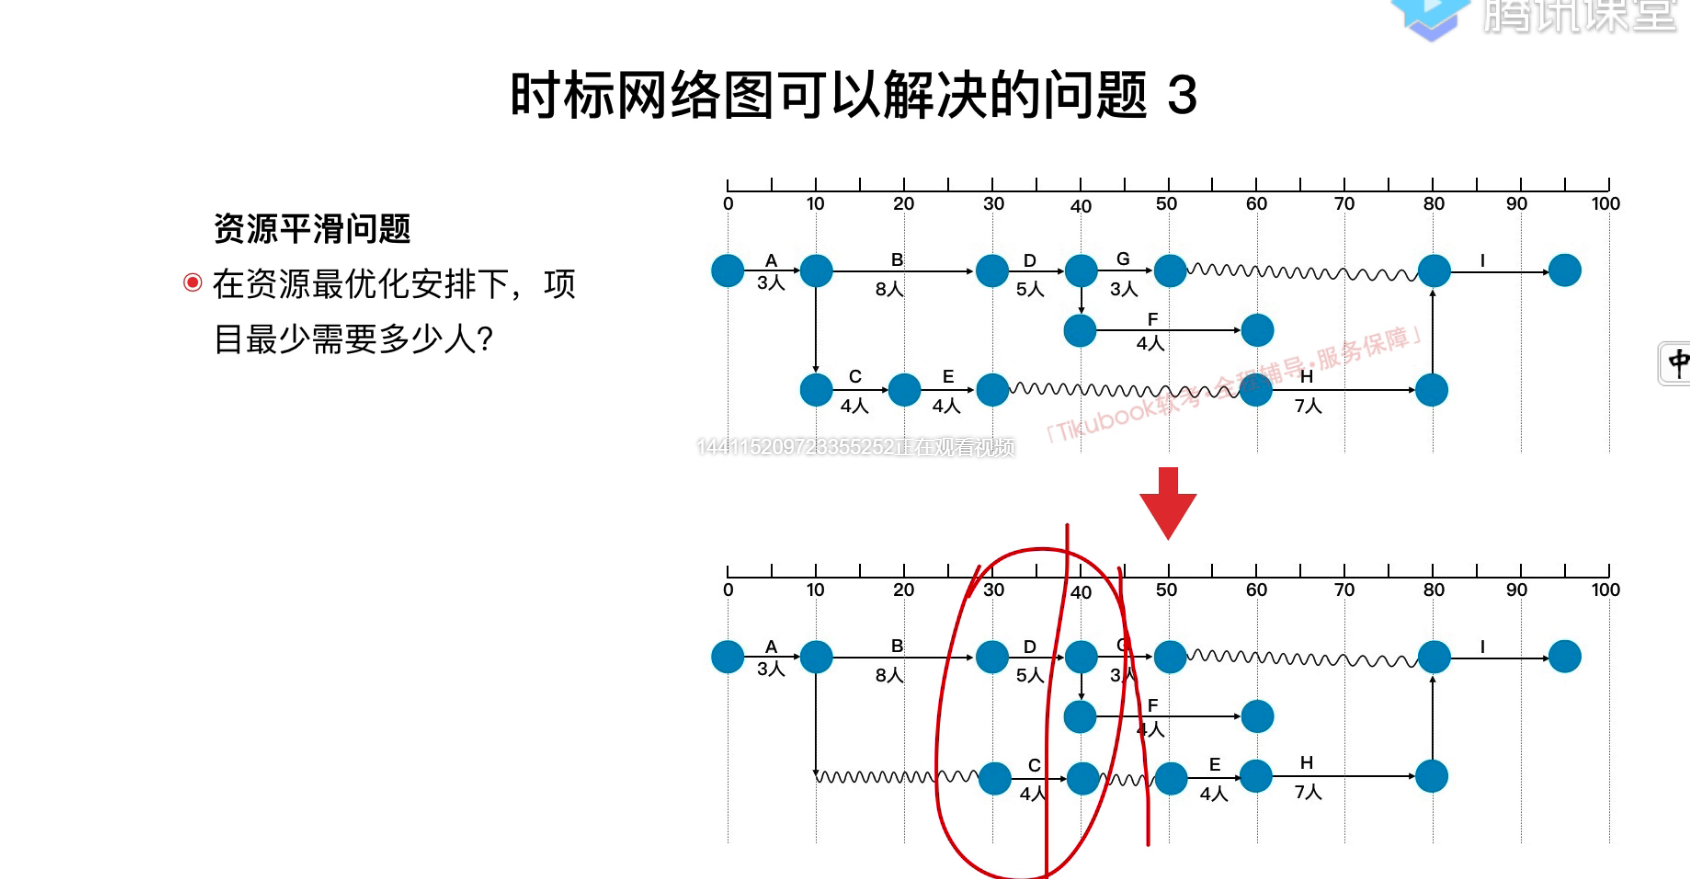 腾讯课堂
时标网络图可以解决的问题 3
资源平滑问题
在资源最优化安排下，项
目最少需要多少人？
0 10 20 30 40 50 60 70 80 90 100
A B D G I
3人 8人 5人 3人
F
4人
C E H
4人 4人 7人
「Tikubook软考·全程辅导·服务保障」
144115209723355252正在观看视频
中
0 10 20 30 40 50 60 70 80 90 100
A B D G I
3人 8人 5人 3人
F
4人
C E H
4人 4人 7人